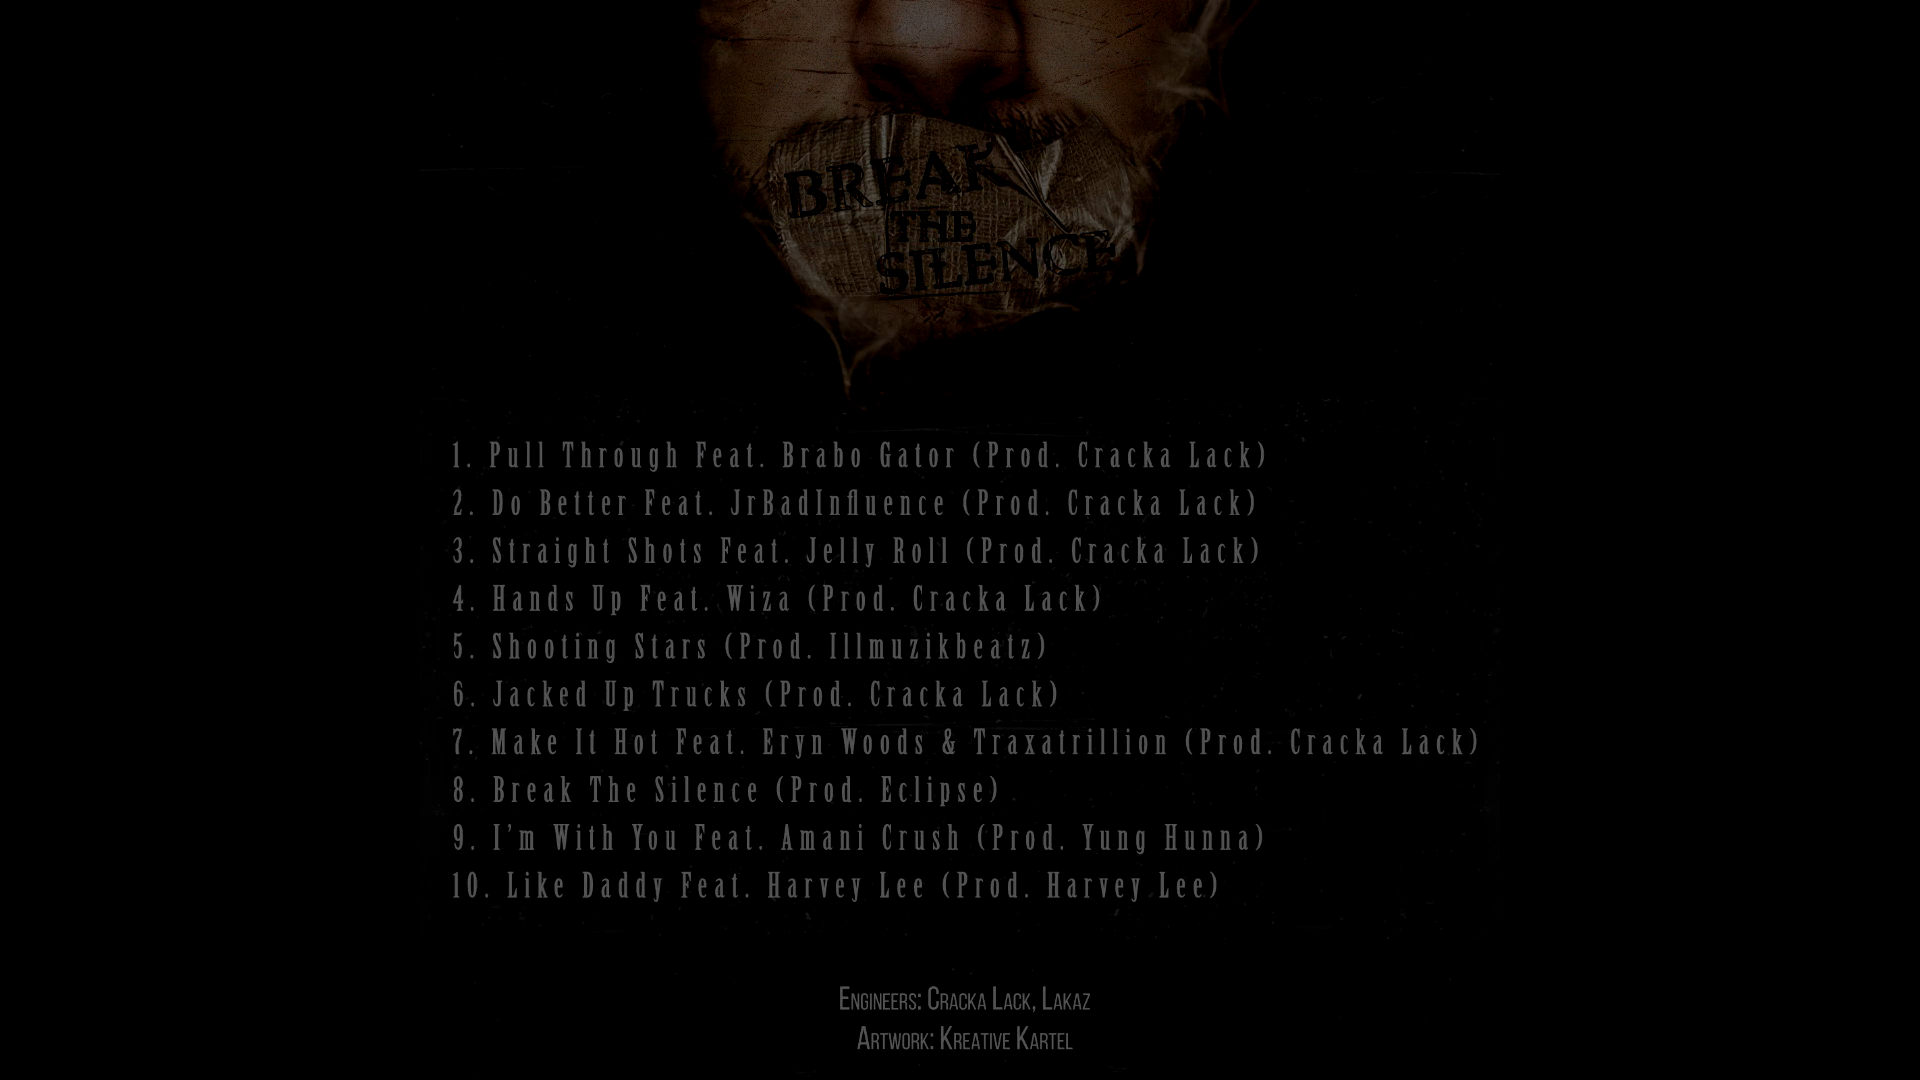 BREAK
THE
SILENCE
1. Pull Through Feat. Brabo Gator (Prod. Cracka Lack)
2. Do Better Feat. JrBadInfluence (Prod. Cracka Lack)
3. Straight Shots Feat. Jelly Roll (Prod. Cracka Lack)
4. Hands Up Feat. Wiza (Prod. Cracka Lack)
5. Shooting Stars (Prod. Illmuzikbeatz)
6. Jacked Up Trucks (Prod. Cracka Lack)
7. Make It Hot Feat. Eryn Woods & Traxatrillion (Prod. Cracka Lack)
8. Break The Silence (Prod. Eclipse)
9. I’m With You Feat. Amani Crush (Prod. Yung Hunna)
10. Like Daddy Feat. Harvey Lee (Prod. Harvey Lee)
Engineers: Cracka Lack, Lakaz
Artwork: Kreative Kartel